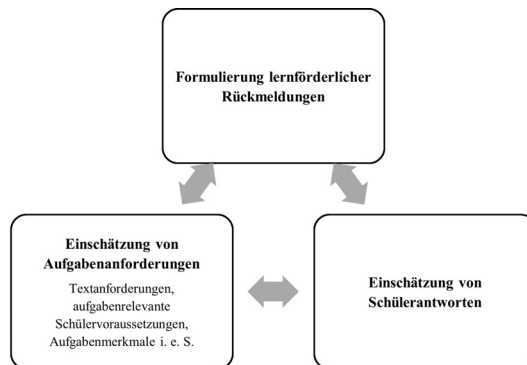 Formulierung lernförderlicher
Rückmeldungen
Einschätzung von
Aufgabenanforderungen
Textanforderungen,
aufgabenrelevante
Schülervoraussetzungen,
Aufgabenmerkmale i. e. S.
Einschätzung von
Schülerantworten